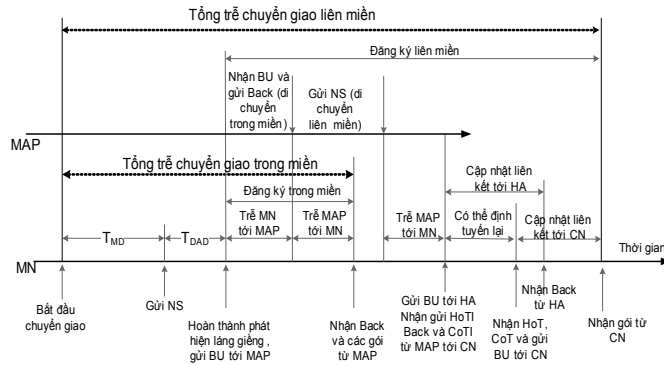 Tổng trễ chuyển giao liên miền
Đăng ký liên miền
Nhận BU và
gửi Back (di
chuyển
trong miền)
Gửi NS (di
chuyển
liên miền)
MAP
Tổng trễ chuyển giao trong miền
Đăng ký trong miền
Cập nhật liên
kết tới HA
TMD
TDAD
Trễ MN
tới MAP
Trễ MAP
tới MN
Trễ MAP
tới MN
Có thể định
tuyến lại
Cập nhật liên
kết tới CN
Thời gian
MN
Bắt đầu
chuyển giao
Gửi NS
Hoàn thành phát
hiện láng giềng ,
gửi BU tới MAP
Nhận Back
và các gói
từ MAP
Gửi BU tới HA
Nhận gửi HoTI
Back và CoTI
từ MAP tới CN
Nhận HoT,
CoT và gửi
BU tới CN
Nhận Back
từ HA
Nhận gói từ
CN